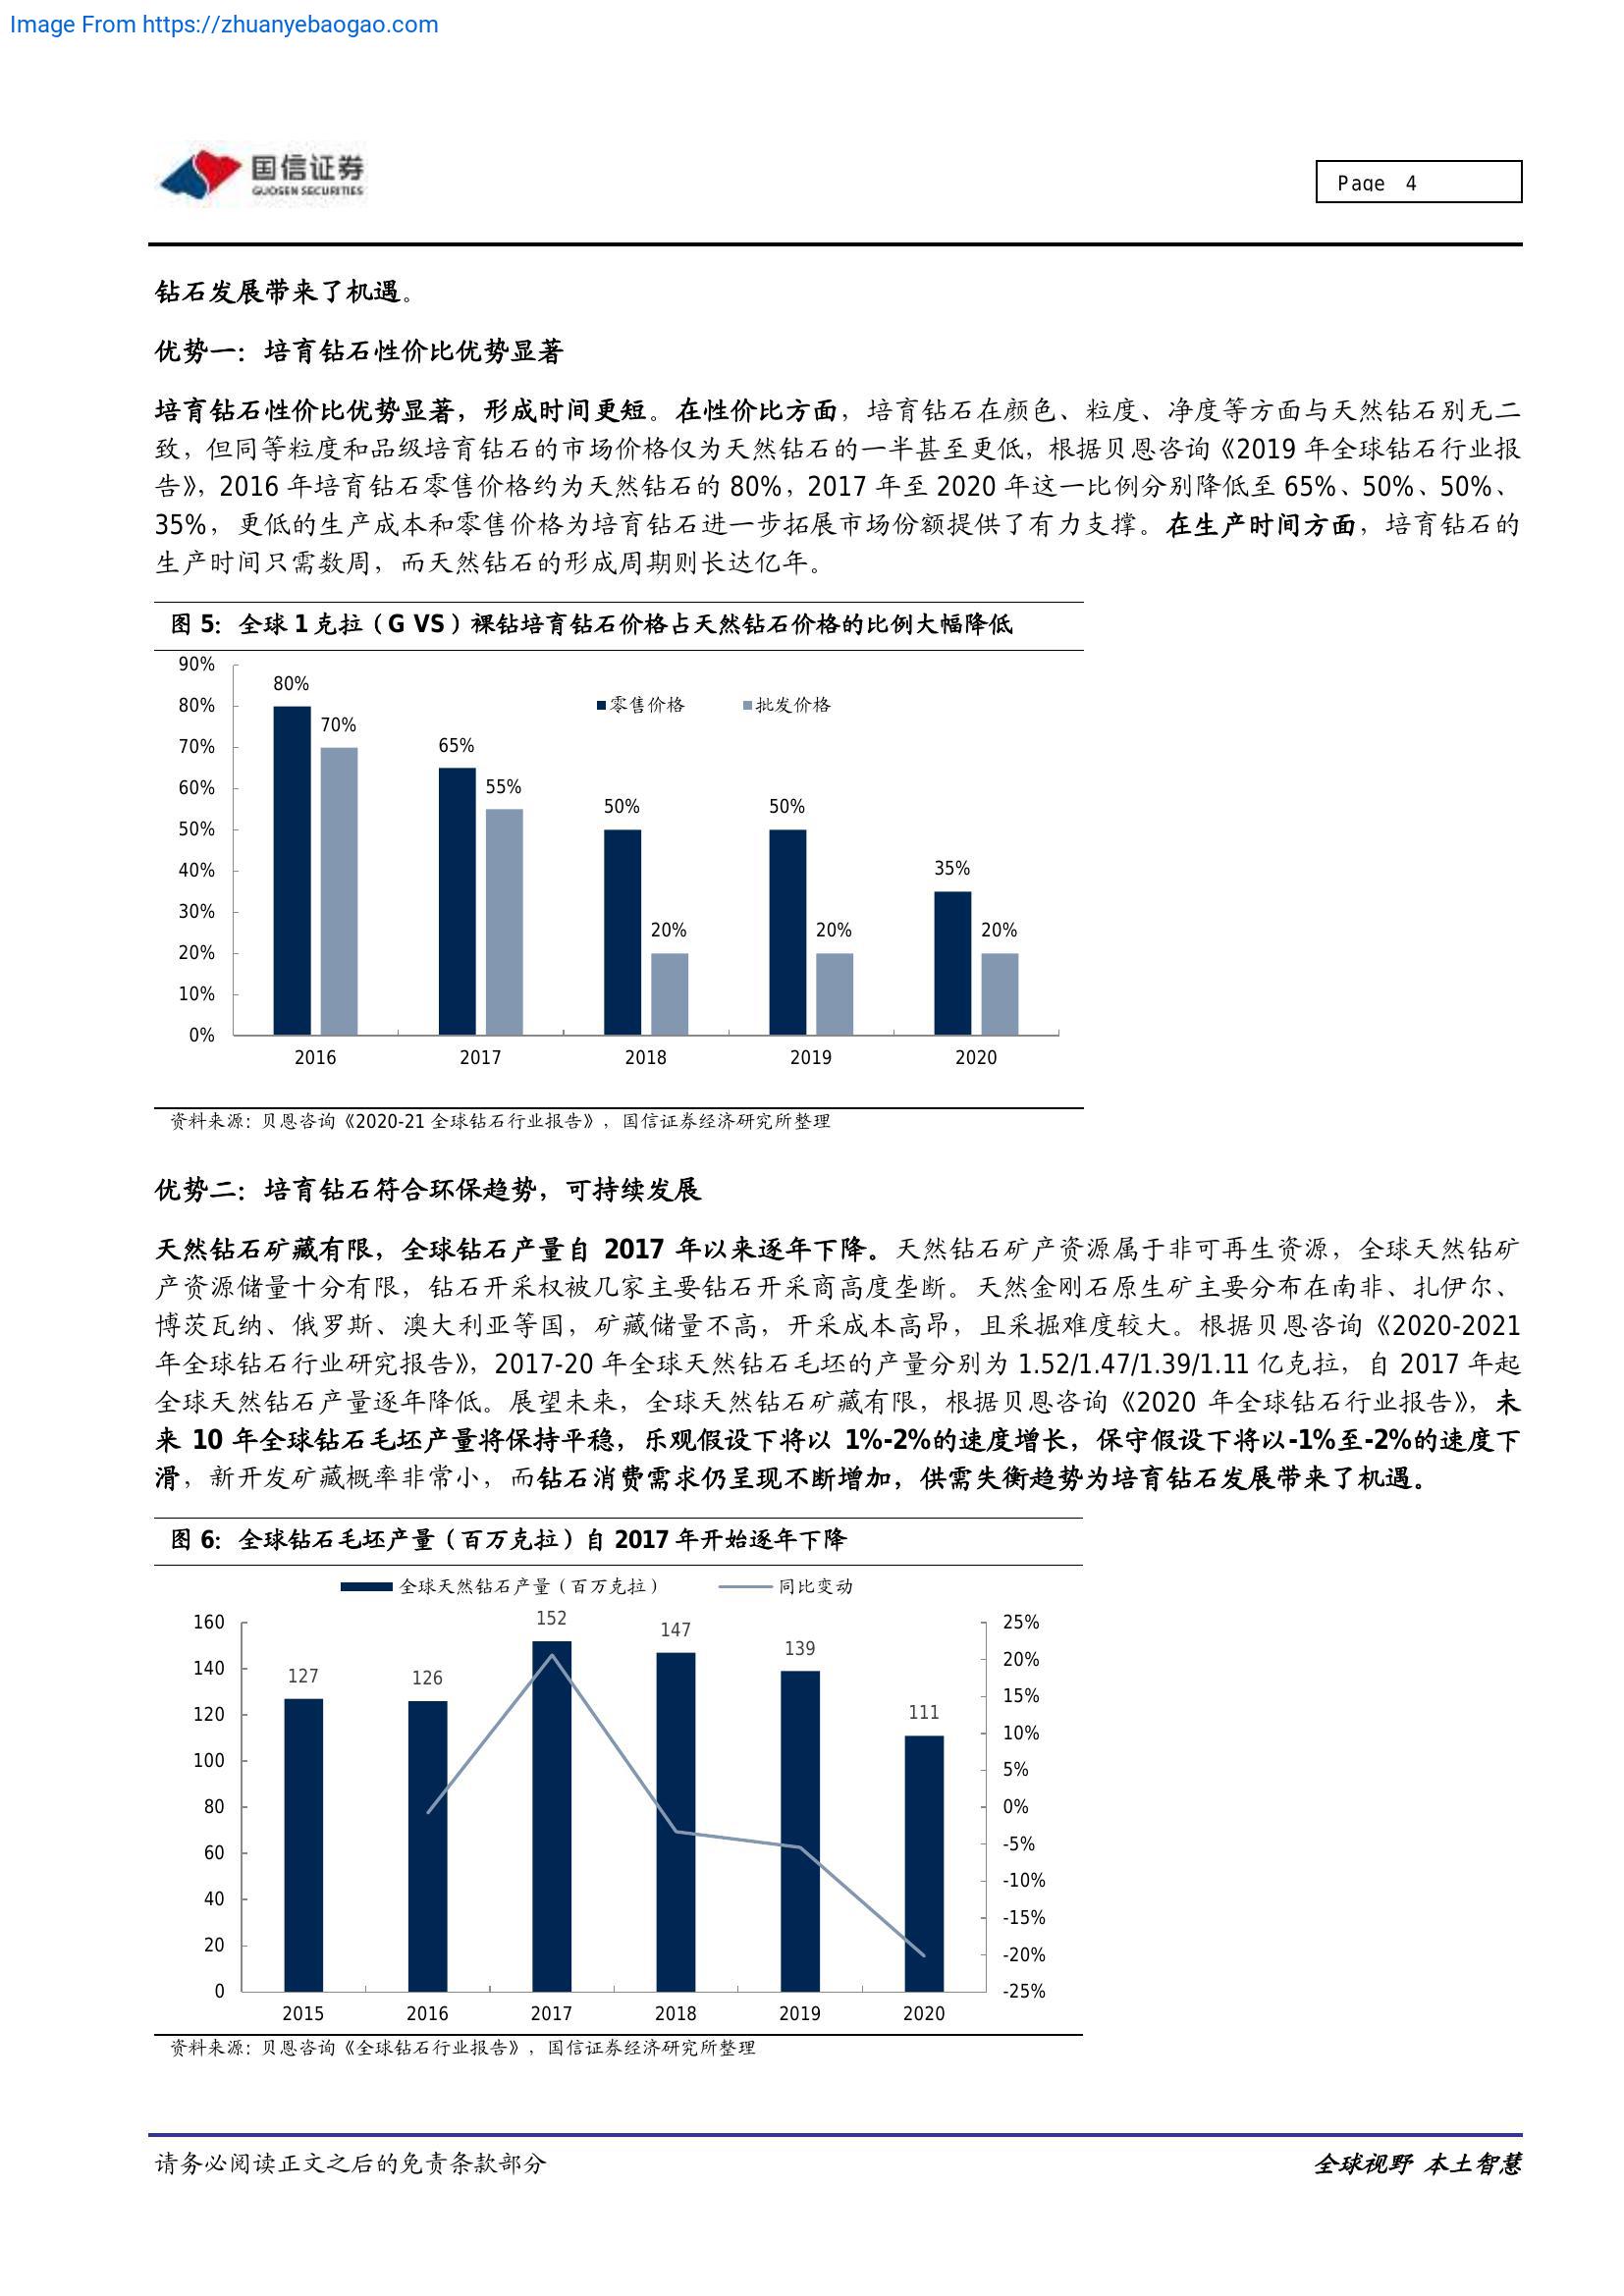 Image From https://zhuanyebaogao.com
国信证券
GUOSEN SECURITIES
Page 4
钻石发展带来了机遇。
优势一：培育钻石性价比优势显著
培育钻石性价比优势显著，形成时间更短。在性价比方面，培育钻石在颜色、粒度、净度等方面与天然钻石别无二
致，但同等粒度和品级培育钻石的市场价格仅为天然钻石的一半甚至更低，根据贝恩咨询《2019 年全球钻石行业报
告》，2016 年培育钻石零售价格约为天然钻石的 80%，2017 年至 2020 年这一比例分别降低至 65%、50%、50%、
35%，更低的生产成本和零售价格为培育钻石进一步拓展市场份额提供了有力支撑。在生产时间方面，培育钻石的
生产时间只需数周，而天然钻石的形成周期则长达亿年。
图 5：全球 1 克拉（G VS）裸钻培育钻石价格占天然钻石价格的比例大幅降低
90%
80%
70%
60%
50%
40%
30%
20%
10%
0%
零售价格 批发价格
80% 70%
65% 55%
50% 20%
50% 20%
35% 20%
2016 2017 2018 2019 2020
资料来源：贝恩咨询《2020-21 全球钻石行业报告》，国信证券经济研究所整理
优势二：培育钻石符合环保趋势，可持续发展
天然钻石矿藏有限，全球钻石产量自 2017 年以来逐年下降。天然钻石矿产资源属于非可再生资源，全球天然钻矿
产资源储量十分有限，钻石开采权被几家主要钻石开采商高度垄断。天然金刚石原生矿主要分布在南非、扎伊尔、
博茨瓦纳、俄罗斯、澳大利亚等国，矿藏储量不高，开采成本高昂，且采掘难度较大。根据贝恩咨询《2020-2021
年全球钻石行业研究报告》，2017-20 年全球天然钻石毛坯的产量分别为 1.52/1.47/1.39/1.11 亿克拉，自 2017 年起
全球天然钻石产量逐年降低。展望未来，全球天然钻石矿藏有限，根据贝恩咨询《2020 年全球钻石行业报告》，未
来 10 年全球钻石毛坯产量将保持平稳，乐观假设下将以 1%-2%的速度增长，保守假设下将以-1%至-2%的速度下
滑，新开发矿藏概率非常小，而钻石消费需求仍呈现不断增加，供需失衡趋势为培育钻石发展带来了机遇。
图 6：全球钻石毛坯产量（百万克拉）自 2017 年开始逐年下降
全球天然钻石产量（百万克拉） 同比变动
160
140
120
100
80
60
40
20
0
127 126 152 147 139 111
25%
20%
15%
10%
5%
0%
-5%
-10%
-15%
-20%
-25%
2015 2016 2017 2018 2019 2020
资料来源：贝恩咨询《全球钻石行业报告》，国信证券经济研究所整理
请务必阅读正文之后的免责条款部分
全球视野 本土智慧